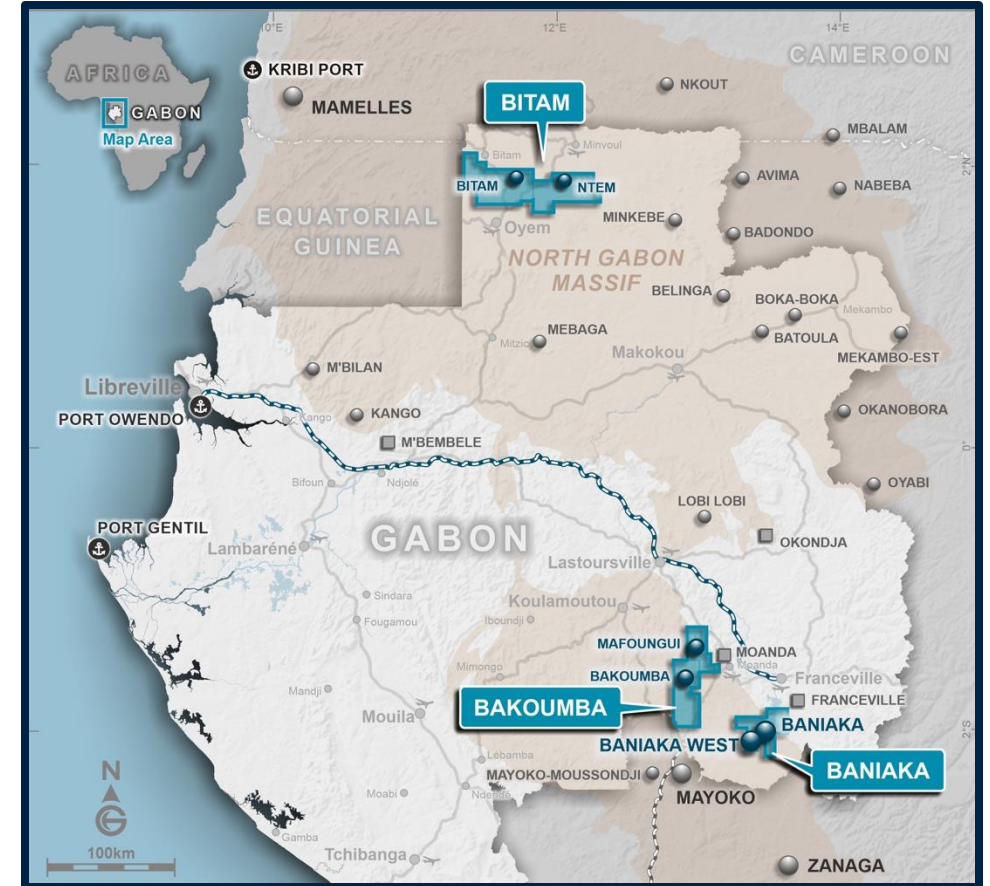 10°E
12°E
14°E
AFRICA
GABON
Map Area
KRIBI PORT
MAMELLES
NKOUT
CAMEROON
BITAM
MBALAM
Bitam
Minvoul
2°N
BITAM
NTEM
AVIMA
NABEBA
EQUATORIAL
GUINEA
Oyem
MINKEBE
BADONDO
NORTH GABON
MASSIF
BELINGA
BOKA-BOKA
Mekambo
BATOULA
MEKAMBO-EST
Mitzic
MEBAGA
Makokou
M'BILAN
Libreville
PORT OWENDO
Kango
KANGO
OKANOBORA
M'BEMBELE
0°
Bifoun
Ndjolé
OYABI
LOBI LOBI
PORT GENTIL
GABON
OKONDJA
Lambaréné
Lastoursville
Sindara
Koulamoutou
Fougamou
Iboundji
MAFOUNGUI
MOANDA
Moanda
Mimongo
BAKOUMBA
Franceville
Mandji
FRANCEVILLE
BAKOUMBA
Mouila
BANIAKA
2°S
BANIAKA WEST
Lébamba
BANIAKA
N
MAYOKO-MOUSSONDJI
Moabi
Ndendé
MAYOKO
100km
Gamba
Tchibanga
ZANAGA